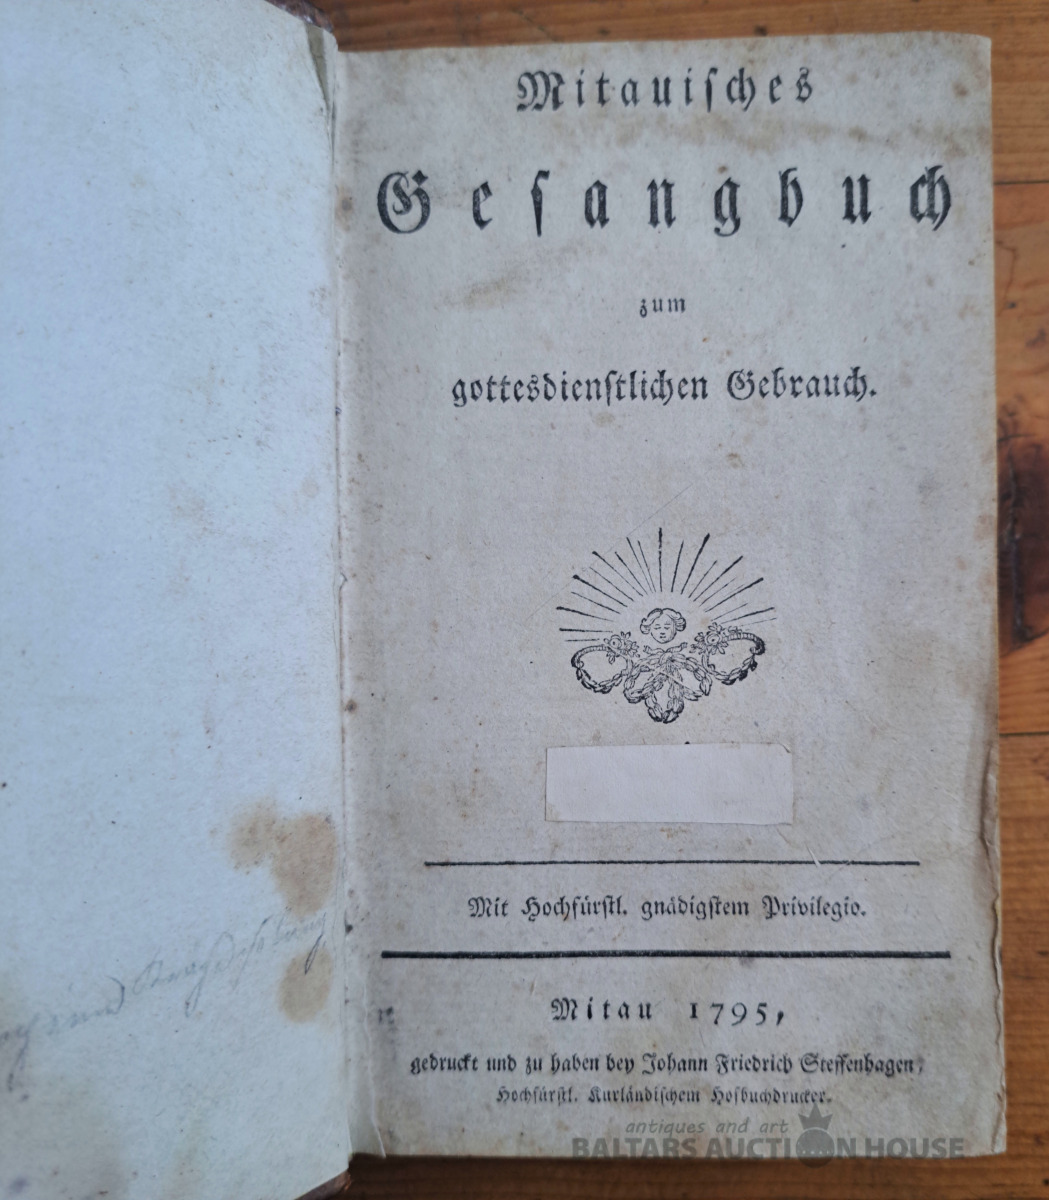 Mitauisches
Gesangbuch
zum
gottesdienstlichen Gebrauch.
Mit Hochfürstl. gnädigstem Privilegio.
Mitau 1795,
gedruckt und zu haben bey Johann Friedrich Steffenhagen,
Hochfürstl. Kurländischem Hofbuchdrucker.
antiques and art
BALTARS AUCTION HOUSE